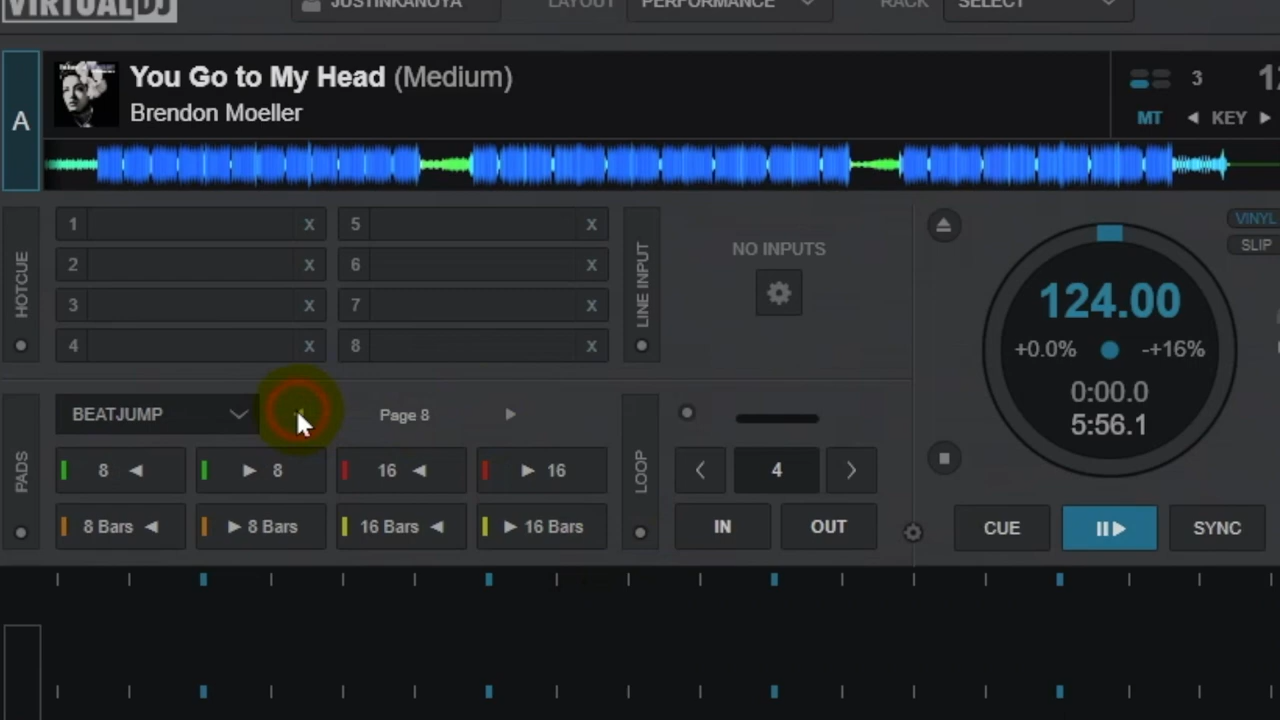 VIRTUAL DJ
JUSTINKANOYA
LAYOUT
PERFORMANCE
RACK
SELECT
A
You Go to My Head (Medium)
Brendon Moeller
3
MT
KEY
HOTCUE
1 X
2 X
3 X
4 X
5 X
6 X
7 X
8 X
LINE INPUT
NO INPUTS
VINYL
SLIP
124.00
+0.0%
-+16%
0:00.0
5:56.1
PADS
BEATJUMP
Page 8
8
8
16
16
8 Bars
8 Bars
16 Bars
16 Bars
LOOP
4
IN
OUT
CUE
SYNC